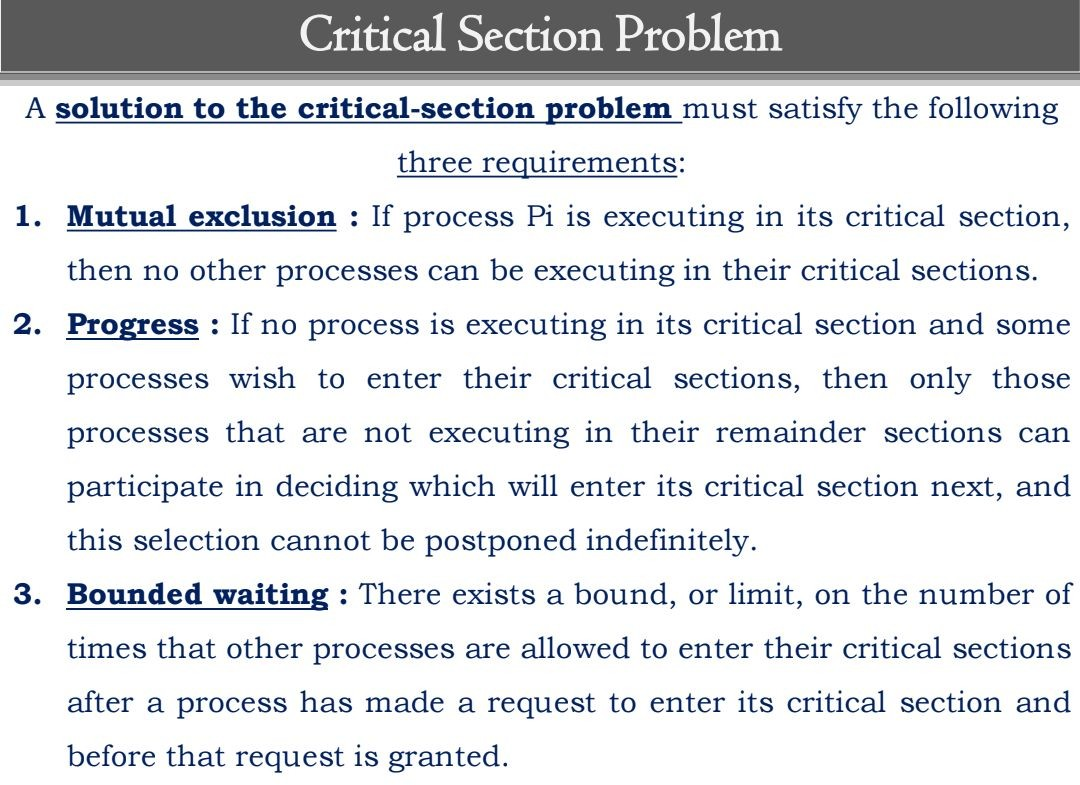 Critical Section Problem
A solution to the critical-section problem must satisfy the following
three requirements:
1. Mutual exclusion : If process Pi is executing in its critical section,
then no other processes can be executing in their critical sections.
2. Progress : If no process is executing in its critical section and some
processes wish to enter their critical sections, then only those
processes that are not executing in their remainder sections can
participate in deciding which will enter its critical section next, and
this selection cannot be postponed indefinitely.
3. Bounded waiting : There exists a bound, or limit, on the number of
times that other processes are allowed to enter their critical sections
after a process has made a request to enter its critical section and
before that request is granted.